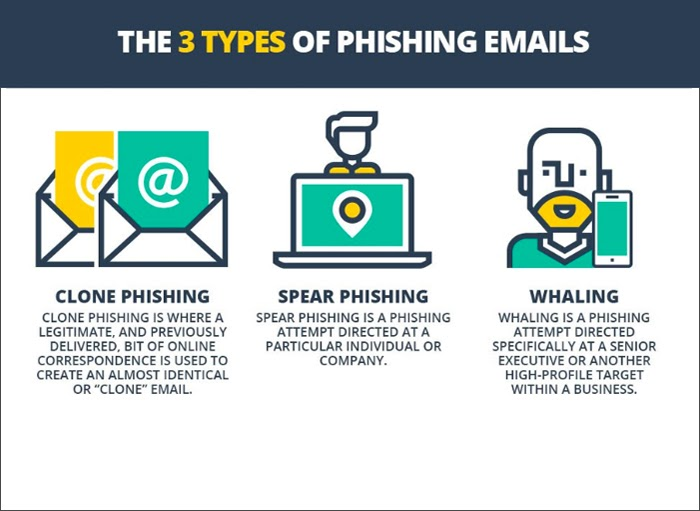 THE 3 TYPES OF PHISHING EMAILS
@
@
CLONE PHISHING
CLONE PHISHING IS WHERE A
LEGITIMATE, AND PREVIOUSLY
DELIVERED, BIT OF ONLINE
CORRESPONDENCE IS USED TO
CREATE AN ALMOST IDENTICAL
OR “CLONE” EMAIL.
SPEAR PHISHING
SPEAR PHISHING IS A PHISHING
ATTEMPT DIRECTED AT A
PARTICULAR INDIVIDUAL OR
COMPANY.
WHALING
WHALING IS A PHISHING
ATTEMPT DIRECTED
SPECIFICALLY AT A SENIOR
EXECUTIVE OR ANOTHER
HIGH-PROFILE TARGET
WITHIN A BUSINESS.